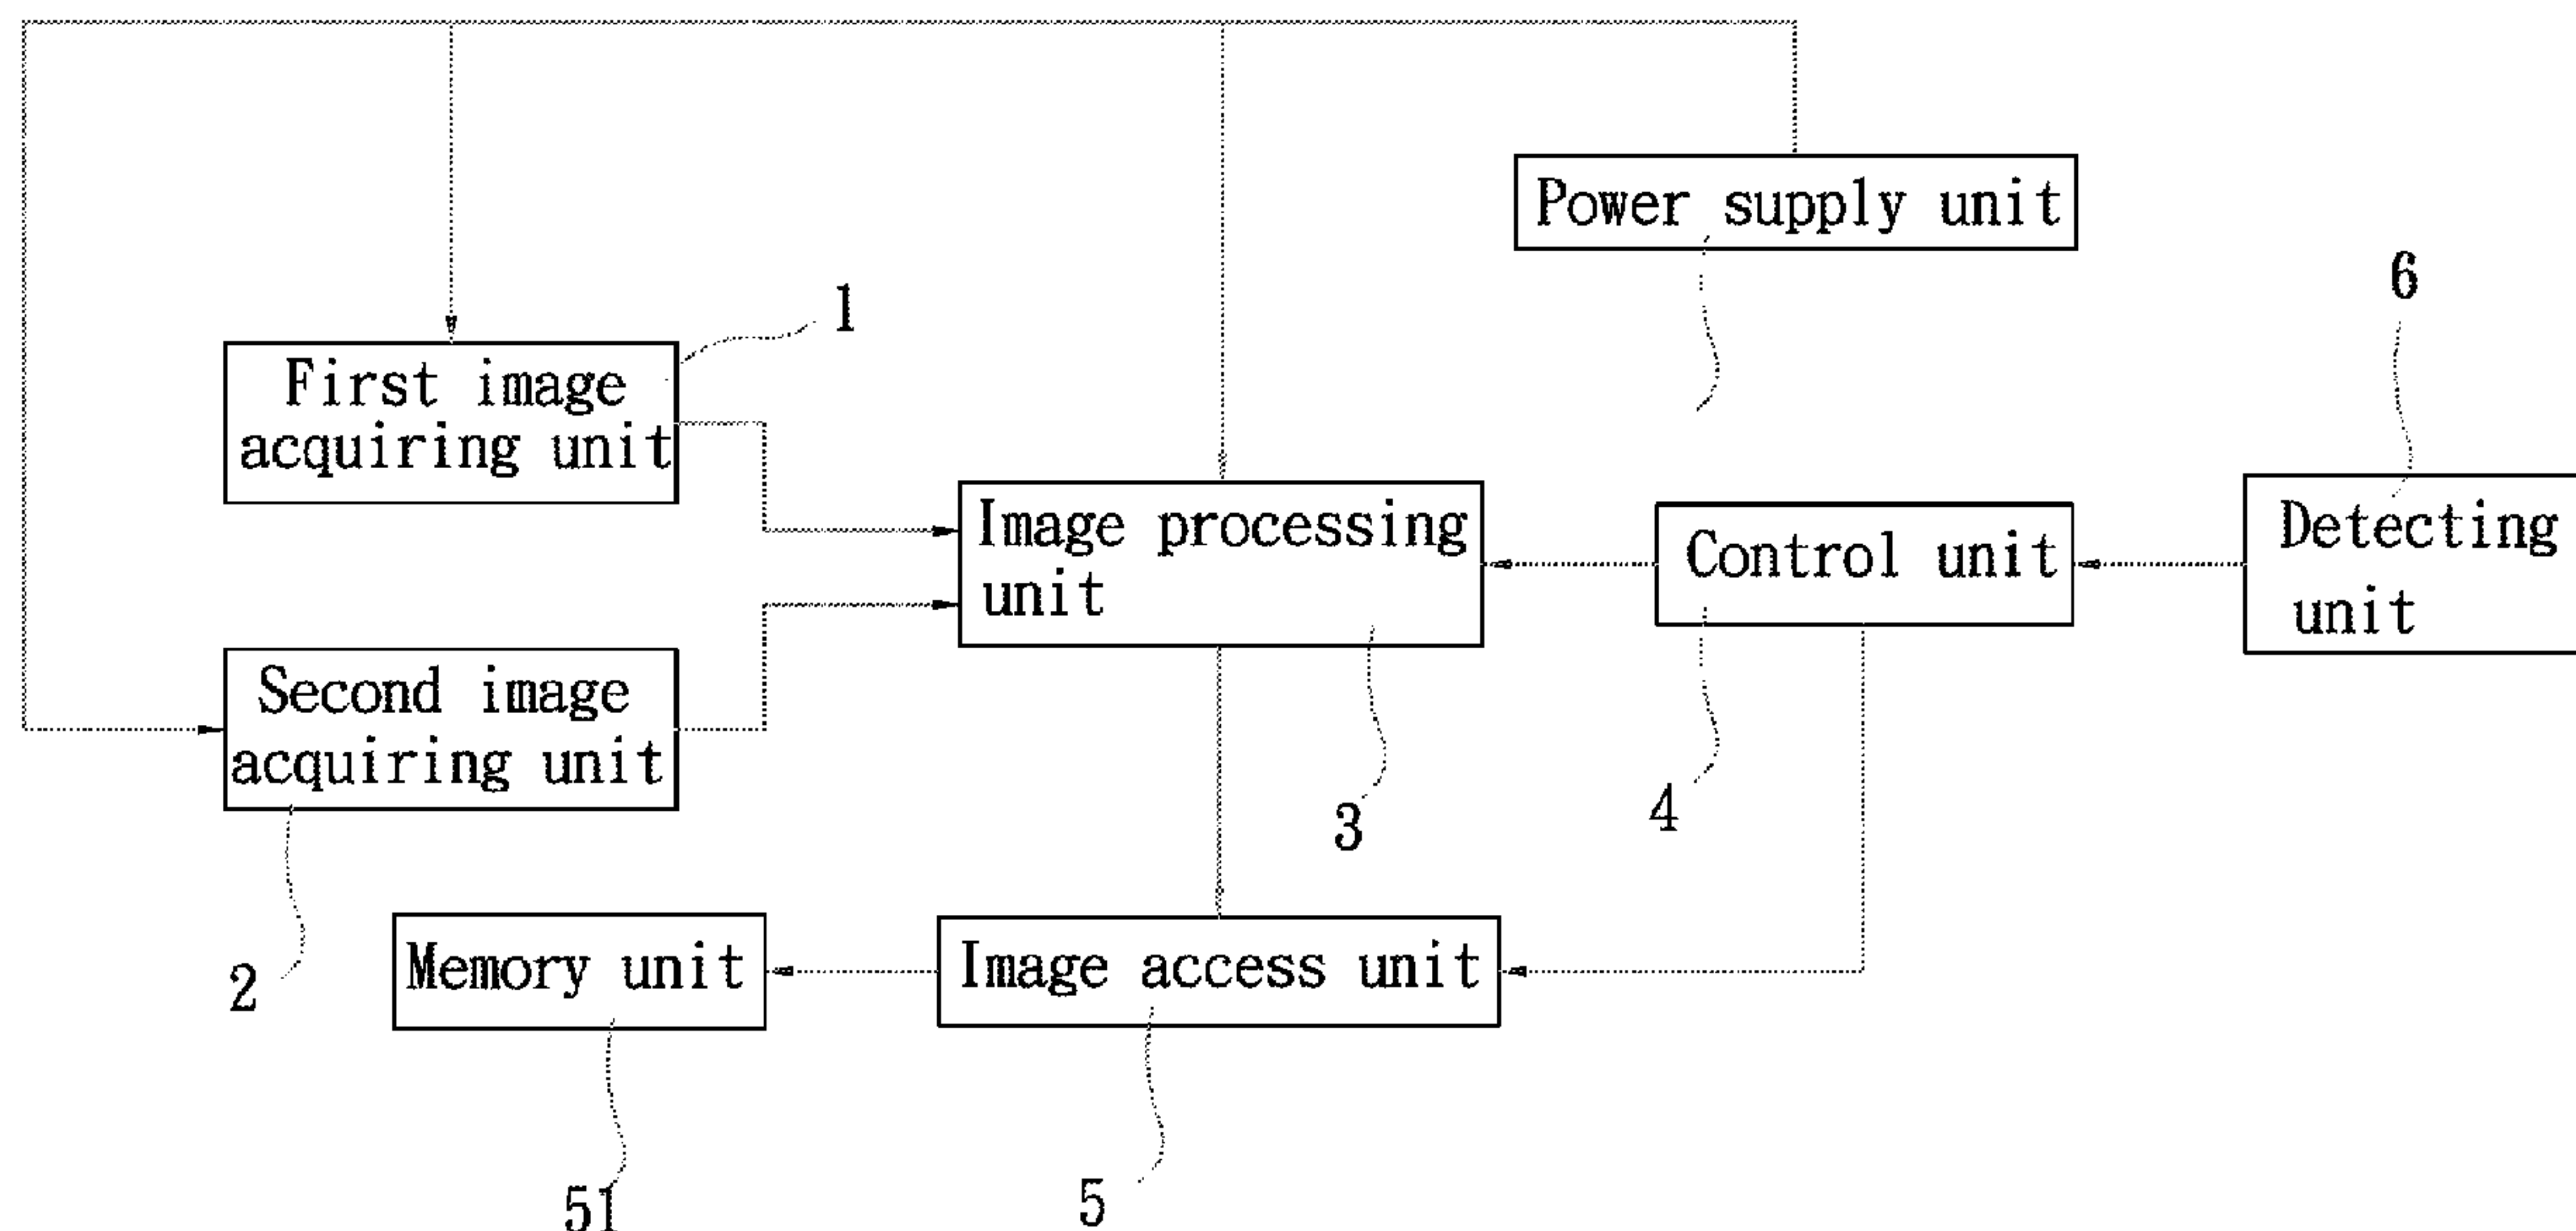 Power supply unit
6
1
First image
acquiring unit
Image processing
unit
Control unit
Detecting
unit
Second image
acquiring unit
3
4
2
Memory unit
Image access unit
51
5